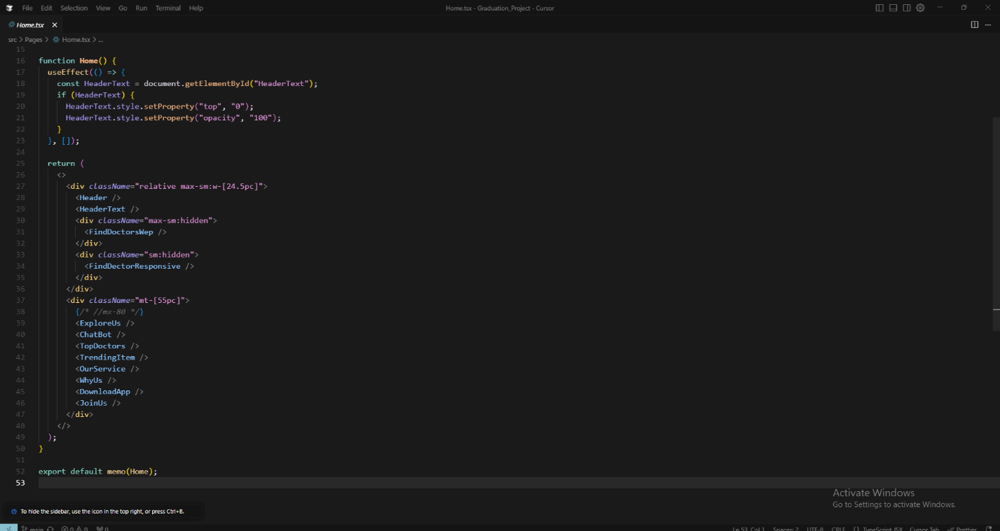 File Edit Selection View Go Run Terminal Help
Home.tsx - Graduation_Project - Cursor
Home.tsx
src > Pages > Home.tsx > ...
15
16 function Home() {
17 useEffect(() => {
18 const HeaderText = document.getElementById("HeaderText");
19 if (HeaderText) {
20 HeaderText.style.setProperty("top", "0");
21 HeaderText.style.setProperty("opacity", "100");
22 }
23 }, []);
24
25 return (
26 <>
27 <div className="relative max-sm:w-[24.5pc]">
28 <Header />
29 <HeaderText />
30 <div className="max-sm:hidden">
31 <FindDoctorsWep />
32 </div>
33 <div className="sm:hidden">
34 <FindDectorResponsive />
35 </div>
36 </div>
37 <div className="mt-[55pc]">
38 {/* //mx-80 */}
39 <ExploreUs />
40 <ChatBot />
41 <TopDoctors />
42 <TrendingItem />
43 <OurService />
44 <WhyUs />
45 <DownloadApp />
46 <JoinUs />
47 </div>
48 </>
49 );
50 }
51
52 export default memo(Home);
53
Activate Windows
Go to Settings to activate Windows.
To hide the sidebar, use the icon in the top right, or press Ctrl+B.
main 0 0 0 Ln 53, Col 1 Spaces: 2 UTF-8 CRLF {} TypeScript JSX Cursor Tab Prettier